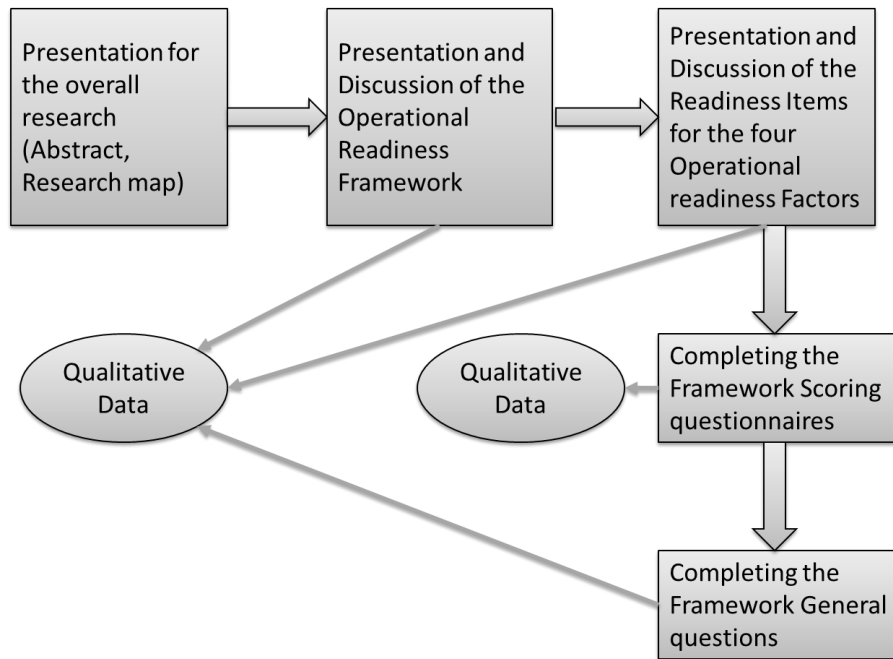 Presentation for
the overall
research
(Abstract,
Research map)
Presentation and
Discussion of the
Operational
Readiness
Framework
Presentation and
Discussion of the
Readiness Items
for the four
Operational
readiness Factors
Qualitative
Data
Qualitative
Data
Completing the
Framework Scoring
questionnaires
Completing the
Framework General
questions